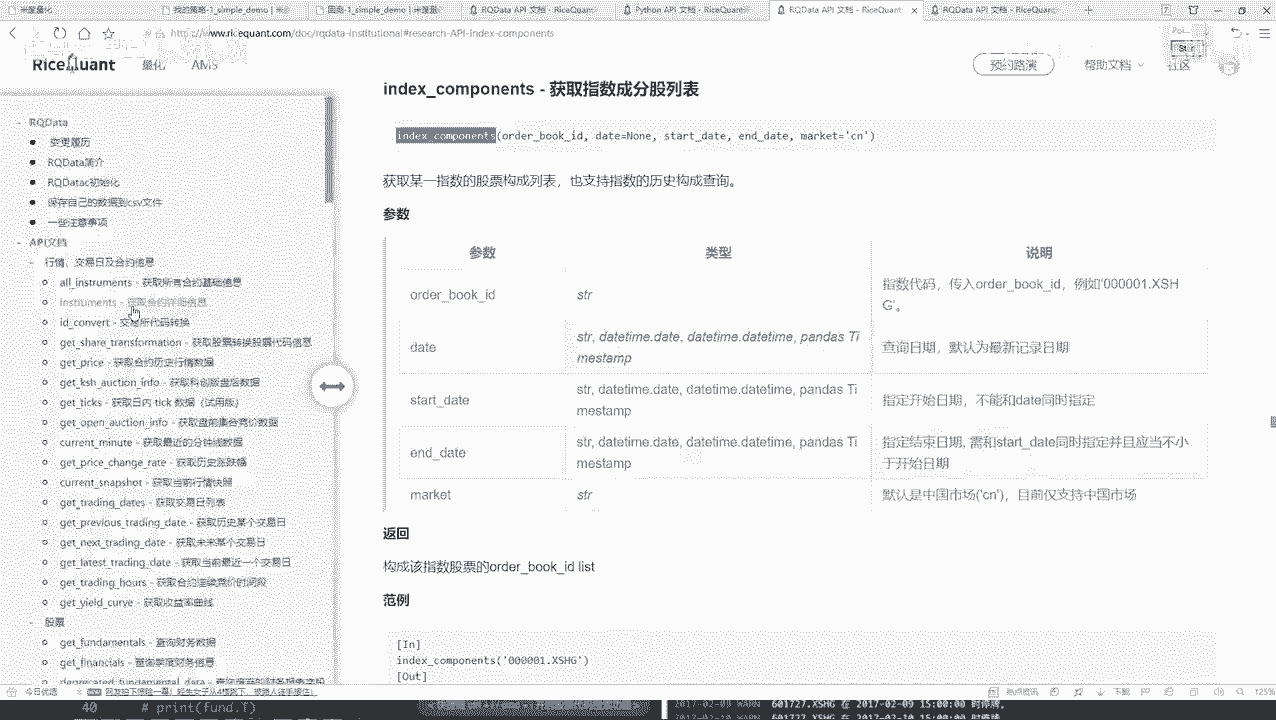 米筐量化
我的策略-1_simple_demo | 米
回测-1_simple_demo | 米筐量
RQData API 文档 - RiceQuan
Python API 文档 - RiceQuant
RQData API 文档 - RiceQuant
RQData API 文档 - RiceQuan
www.ricequant.com/doc/rqdata-institutional#research-API-index-components
RiceQuant
量化
AMS
预约路演
帮助文档
社区
RQData
变更履历
RQData简介
RQDatac初始化
保存自己的数据到csv文件
一些注意事项
API文档
行情、交易日及合约信息
all_instruments - 获取所有合约基础信息
instruments - 获取合约详细信息
id_convert - 交易所代码转换
get_share_transformation - 获取股票转换股票代码信息
get_price - 获取合约历史行情数据
get_ksh_auction_info - 获取科创版盘后数据
get_ticks - 获取日内 tick 数据（试用版）
get_open_auction_info - 获取盘前集合竞价数据
current_minute - 获取最近的分钟线数据
get_price_change_rate - 获取历史涨跌幅
current_snapshot - 获取当前行情快照
get_trading_dates - 获取交易日列表
get_previous_trading_date - 获取历史某个交易日
get_next_trading_date - 获取未来某个交易日
get_latest_trading_date - 获取当前最近一个交易日
get_trading_hours - 获取合约连续竞价时间段
get_yield_curve - 获取收益率曲线
股票
get_fundamentals - 查询财务数据
get_financials - 查询季度财务信息
index_components - 获取指数成分股列表
index_components(order_book_id, date=None, start_date, end_date, market='cn')
获取某一指数的股票构成列表，也支持指数的历史构成查询。
参数
参数 类型 说明
order_book_id str 指数代码，传入order_book_id，例如'000001.XSH
G'。
date str, datetime.date, datetime.datetime, pandas Ti
mestamp 查询日期，默认为最新记录日期
start_date str, datetime.date, datetime.datetime, pandas Ti
mestamp 指定开始日期，不能和date同时指定
end_date str, datetime.date, datetime.datetime, pandas Ti
mestamp 指定结束日期, 需和start_date同时指定并且应当不小
于开始日期
market str 默认是中国市场('cn')，目前仅支持中国市场
返回
构成该指数股票的order_book_id list
范例
[In]
index_components('000001.XSHG')
[Out]
今日优选
热点资讯
下载
125%
40 # print(fund.T)
2017-02-09 WARN 601727.XSHG 在 2017-02-09 15:00:00 时停牌,